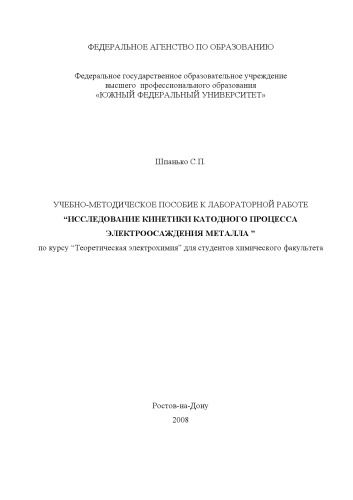 ФЕДЕРАЛЬНОЕ АГЕНСТВО ПО ОБРАЗОВАНИЮ
Федеральное государственное образовательное учреждение
высшего профессионального образования
«ЮЖНЫЙ ФЕДЕРАЛЬНЫЙ УНИВЕРСИТЕТ»
Шпанько С.П.
УЧЕБНО-МЕТОДИЧЕСКОЕ ПОСОБИЕ К ЛАБОРАТОРНОЙ РАБОТЕ
“ИССЛЕДОВАНИЕ КИНЕТИКИ КАТОДНОГО ПРОЦЕССА
ЭЛЕКТРООСАЖДЕНИЯ МЕТАЛЛА ”
по курсу “Теоретическая электрохимия” для студентов химического факультета
Ростов-на-Дону
2008